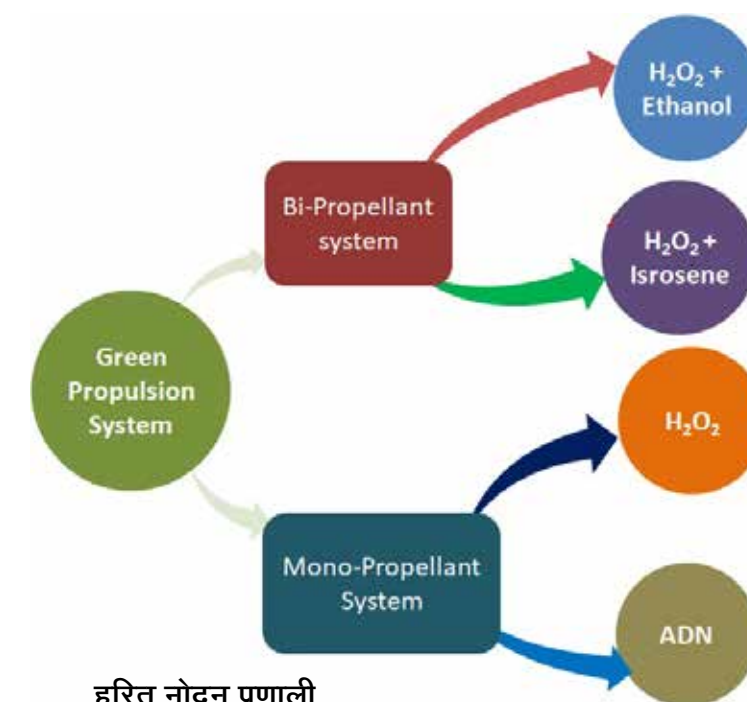 H₂O₂ +
Ethanol
Bi-Propellant
system
H₂O₂ +
Isrosene
Green
Propulsion
System
H₂O₂
Mono-Propellant
System
ADN
हरित नोदन प्रणाली